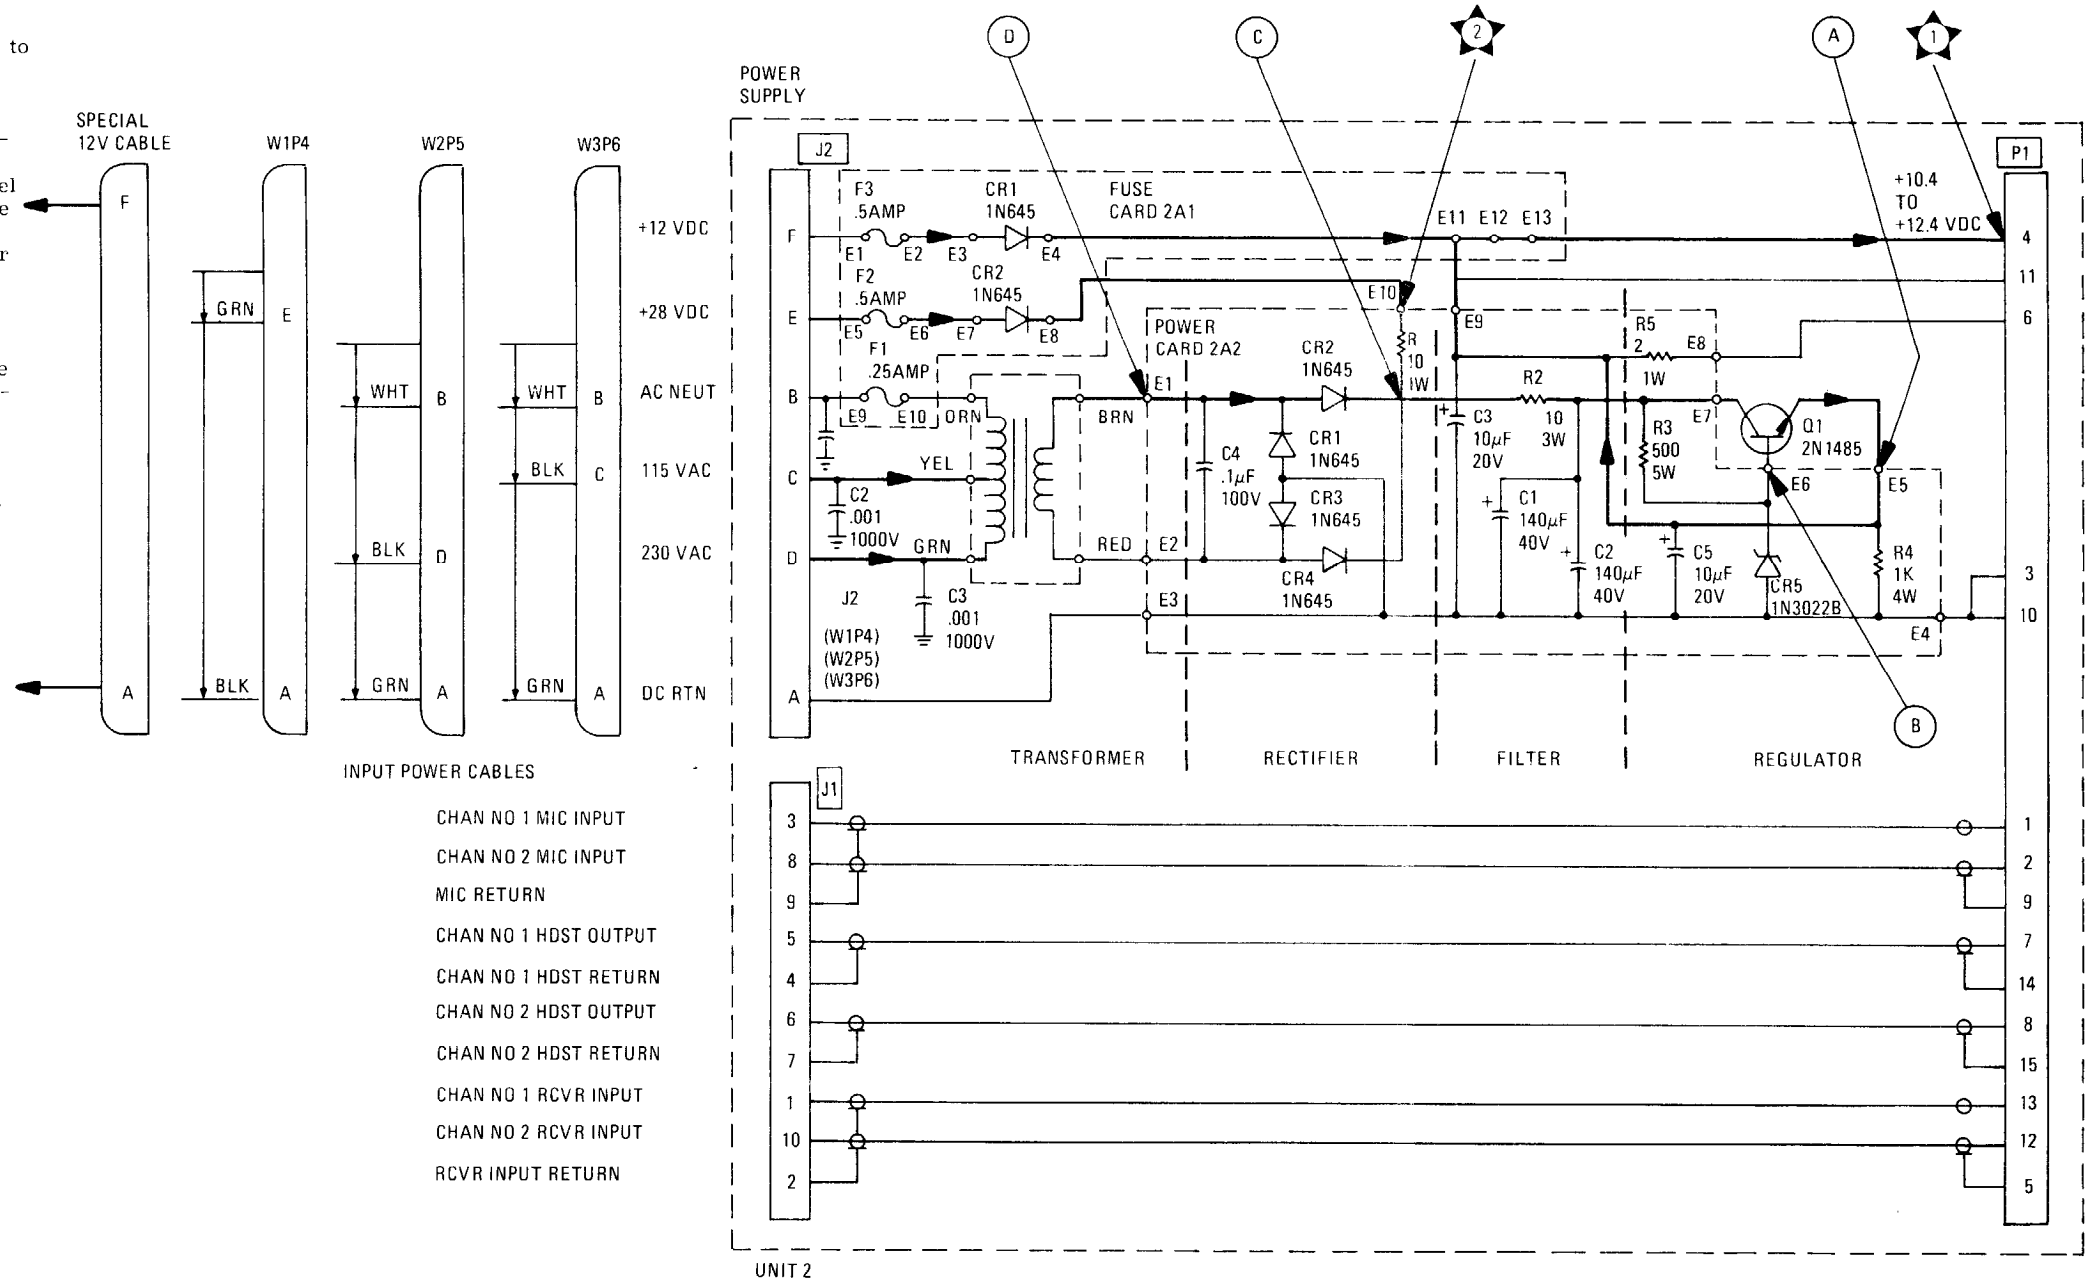 to
el
e
r
e
SPECIAL
12V CABLE
F
A
W1P4
GRN
E
BLK
A
W2P5
WHT
B
BLK
D
GRN
A
W3P6
WHT
B
BLK
C
GRN
A
+12 VDC
+28 VDC
AC NEUT
115 VAC
230 VAC
DC RTN
INPUT POWER CABLES
POWER
SUPPLY
D
C
2
A
1
J2
F
E
B
C
D
A
F3
.5AMP
E1
E2
E3
CR1
1N645
E4
FUSE
CARD 2A1
F2
.5AMP
E5
E6
E7
CR2
1N645
E8
F1
.25AMP
E9
E10
ORN
YEL
GRN
C2
.001
1000V
C3
.001
1000V
J2
(W1P4)
(W2P5)
(W3P6)
BRN
RED
E1
E2
E3
POWER
CARD 2A2
C4
.1μF
100V
CR2
1N645
CR1
1N645
CR3
1N645
CR4
1N645
E10
R
10
1W
E11
E12
E13
E9
C3
10μF
20V
R2
10
3W
C1
140μF
40V
C2
140μF
40V
R5
2
1W
E8
E7
R3
500
5W
Q1
2N1485
E6
E5
C5
10μF
20V
CR5
1N3022B
R4
1K
4W
E4
B
+10.4
TO
+12.4 VDC
P1
4
11
6
3
10
TRANSFORMER
RECTIFIER
FILTER
REGULATOR
J1
CHAN NO 1 MIC INPUT
3
1
CHAN NO 2 MIC INPUT
8
2
MIC RETURN
9
9
CHAN NO 1 HDST OUTPUT
5
7
CHAN NO 1 HDST RETURN
4
14
CHAN NO 2 HDST OUTPUT
6
8
CHAN NO 2 HDST RETURN
7
15
CHAN NO 1 RCVR INPUT
1
13
CHAN NO 2 RCVR INPUT
10
12
RCVR INPUT RETURN
2
5
UNIT 2